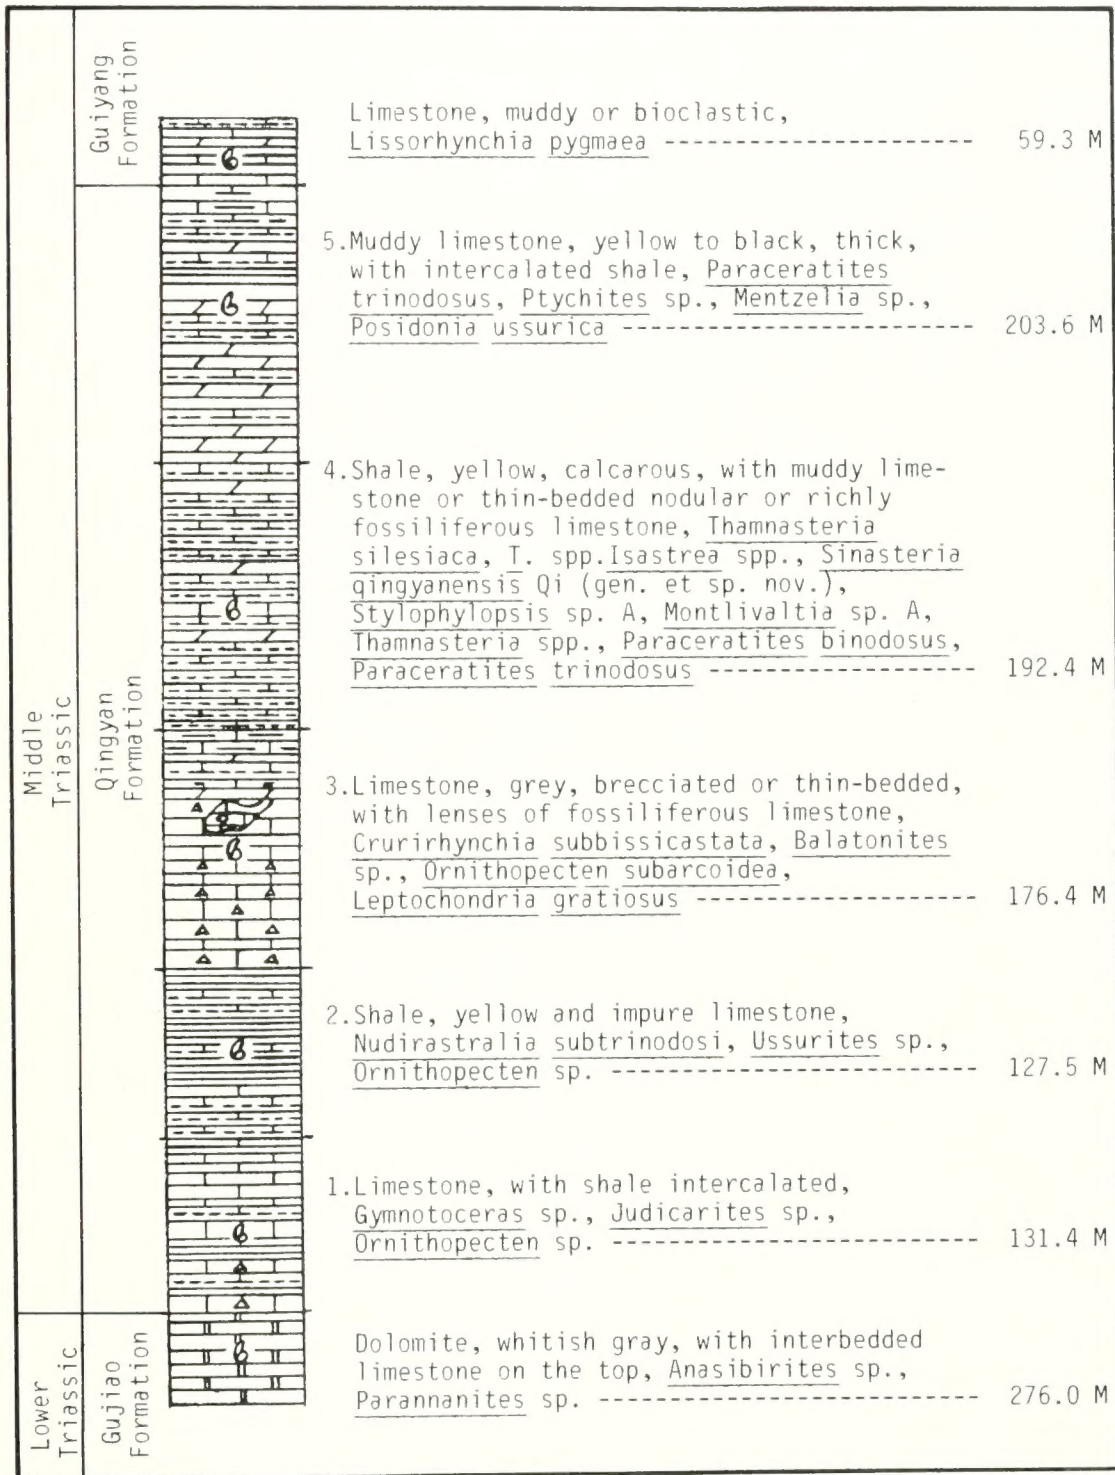 Guiyang
Formation
Limestone, muddy or bioclastic,
Lissorhynchia pygmaea --------------------- 59.3 M
5.Muddy limestone, yellow to black, thick,
with intercalated shale, Paraceratites
trinodosus, Ptychites sp., Mentzelia sp.,
Posidonia ussurica ------------------------ 203.6 M
4.Shale, yellow, calcarous, with muddy lime-
stone or thin-bedded nodular or richly
fossiliferous limestone, Thamnasteria
silesiaca, T. spp.Isastrea spp., Sinasteria
qingyanensis Qi (gen. et sp. nov.),
Stylophylopsis sp. A, Montlivaltia sp. A,
Thamnasteria spp., Paraceratites binodosus,
Paraceratites trinodosus ------------------ 192.4 M
Middle
Triassic
Qingyan
Formation
3.Limestone, grey, brecciated or thin-bedded,
with lenses of fossiliferous limestone,
Crurirhynchia subbissicastata, Balatonites
sp., Ornithopecten subarcoidea,
Leptochondria gratiosus ------------------- 176.4 M
2.Shale, yellow and impure limestone,
Nudirastralia subtrinodosi, Ussurites sp.,
Ornithopecten sp. ------------------------- 127.5 M
1.Limestone, with shale intercalated,
Gymnotoceras sp., Judicarites sp.,
Ornithopecten sp. ------------------------- 131.4 M
Lower
Triassic
Gujiao
Formation
Dolomite, whitish gray, with interbedded
limestone on the top, Anasibirites sp.,
Parannanites sp. -------------------------- 276.0 M